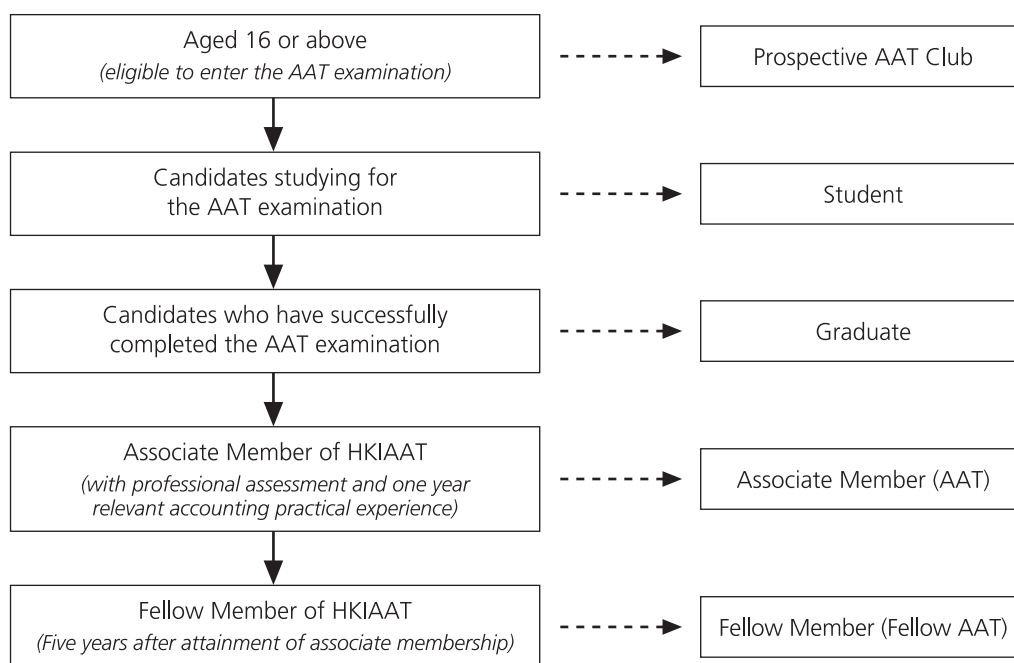 Aged 16 or above
(eligible to enter the AAT examination)
Prospective AAT Club
Candidates studying for
the AAT examination
Student
Candidates who have successfully
completed the AAT examination
Graduate
Associate Member of HKIAAT
(with professional assessment and one year
relevant accounting practical experience)
Associate Member (AAT)
Fellow Member of HKIAAT
(Five years after attainment of associate membership)
Fellow Member (Fellow AAT)